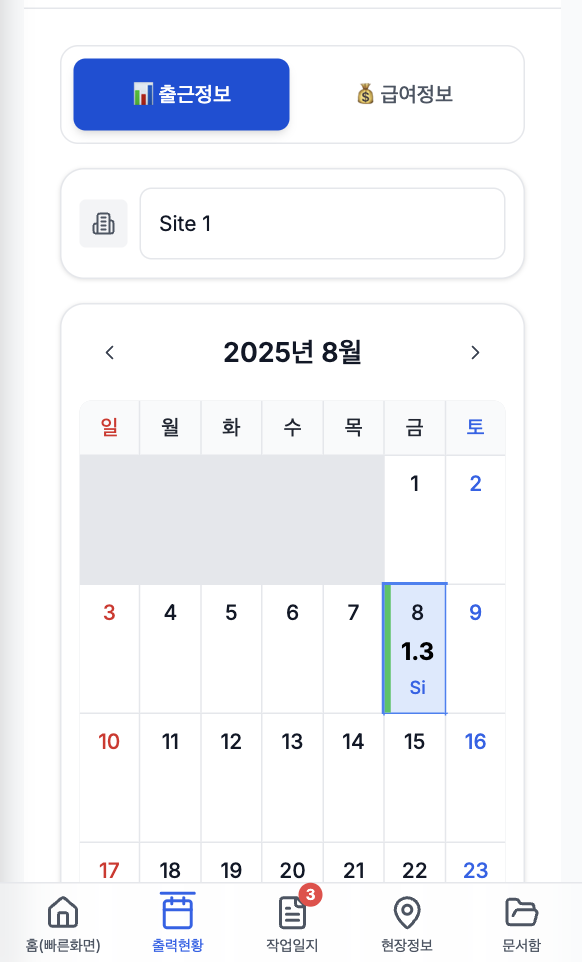 📊 출근정보 💰 급여정보
Site 1
2025년 8월
일 월 화 수 목 금 토
1 2
3 4 5 6 7 8 9
1.3
Si
10 11 12 13 14 15 16
17 18 19 20 21 22 23
3
홈(빠른화면) 출력현황 작업일지 현장정보 문서함